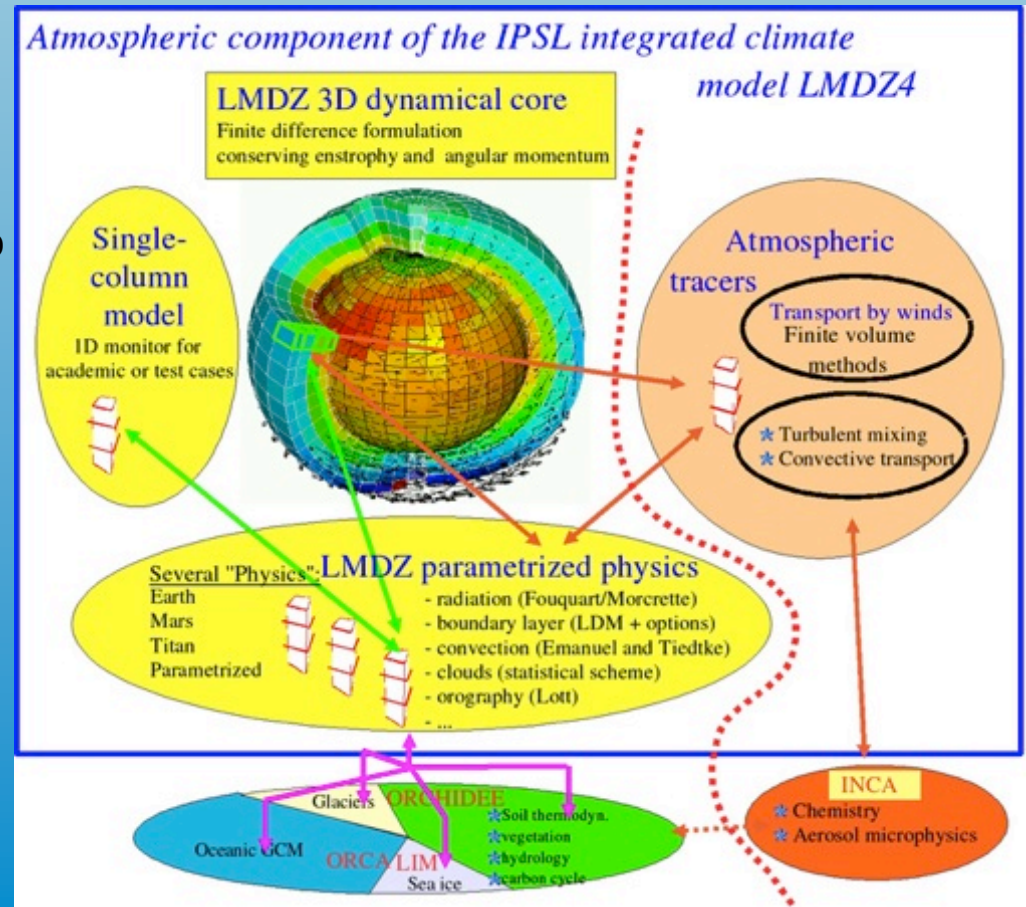 Atmospheric component of the IPSL integrated climate
model LMDZ4
LMDZ 3D dynamical core
Finite difference formulation
conserving enstrophy and angular momentum
Single-
column
model
1D monitor for
academic or test cases
Atmospheric
tracers
Transport by winds
Finite volume
methods
* Turbulent mixing
* Convective transport
LMDZ parametrized physics
Several "Physics":
Earth
Mars
Titan
Parametrized
- radiation (Fouquart/Morcrette)
- boundary layer (LDM + options)
- convection (Emanuel and Tiedtke)
- clouds (statistical scheme)
- orography (Lott)
- ...
Glaciers
ORCHIDEE
*Soil thermodyn.
*vegetation
*hydrology
*carbon cycle
Oceanic GCM
ORCA LIM
Sea ice
INCA
* Chemistry
* Aerosol microphysics